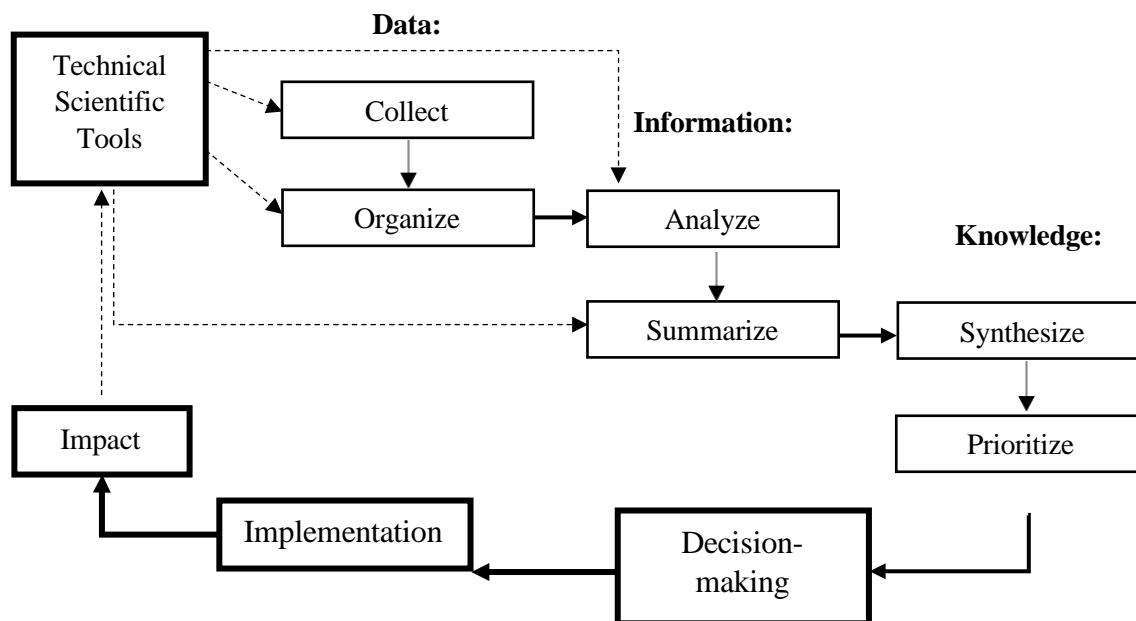 Data:
Technical
Scientific
Tools
Collect
Information:
Organize
Analyze
Knowledge:
Summarize
Synthesize
Impact
Prioritize
Implementation
Decision-
making